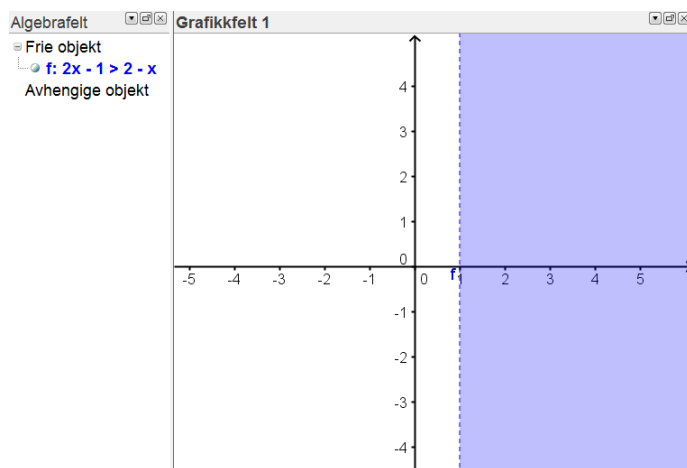 Algebrafelt
Frie objekt
f: 2x - 1 > 2 - x
Avhengige objekt
Grafikkfelt 1
4
3
2
1
0
-5 -4 -3 -2 -1 0 1 2 3 4 5
f
-1
-2
-3
-4